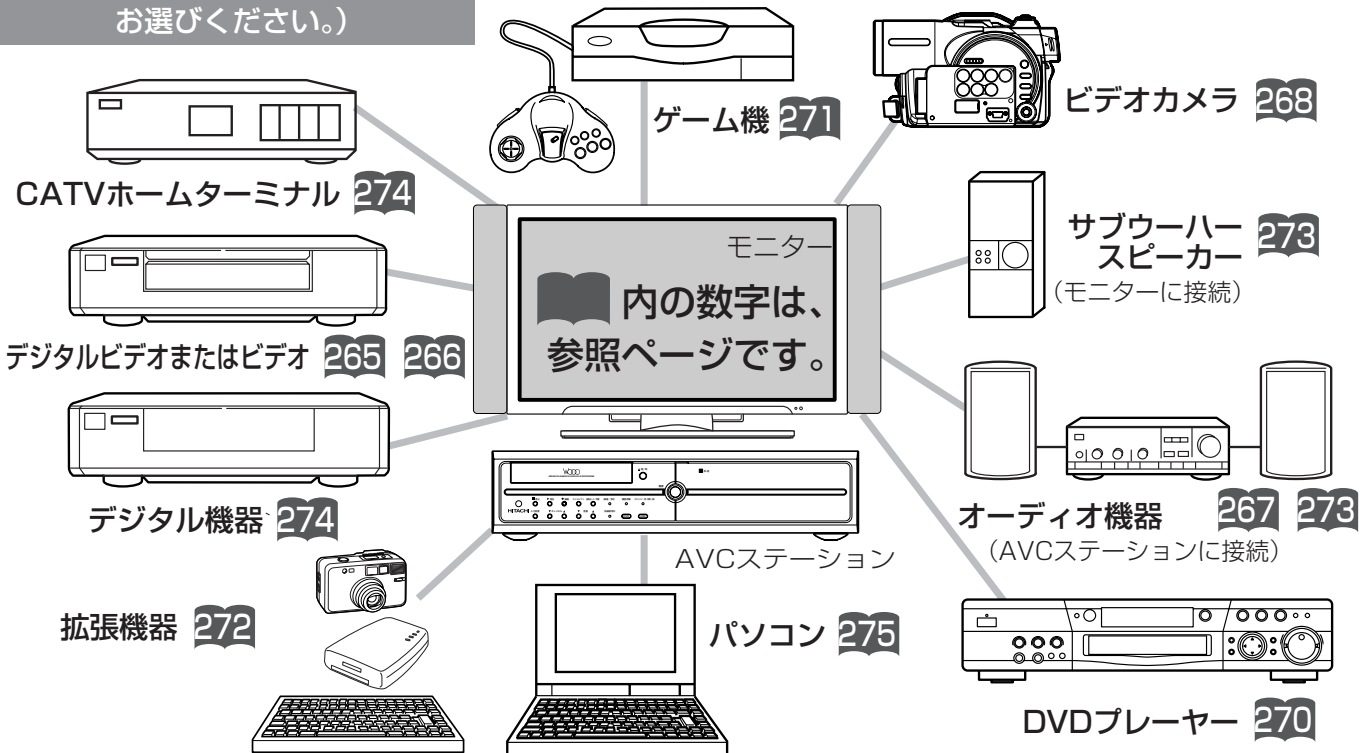 お選びください。)
ゲーム機 271
ビデオカメラ 268
CATVホームターミナル 274
サブウーハー
スピーカー 273
(モニターに接続)
モニター
内の数字は、
参照ページです。
デジタルビデオまたはビデオ 265 266
デジタル機器 274
HITACHI
W000
AVCステーション
オーディオ機器 267 273
(AVCステーションに接続)
拡張機器 272
パソコン 275
DVDプレーヤー 270